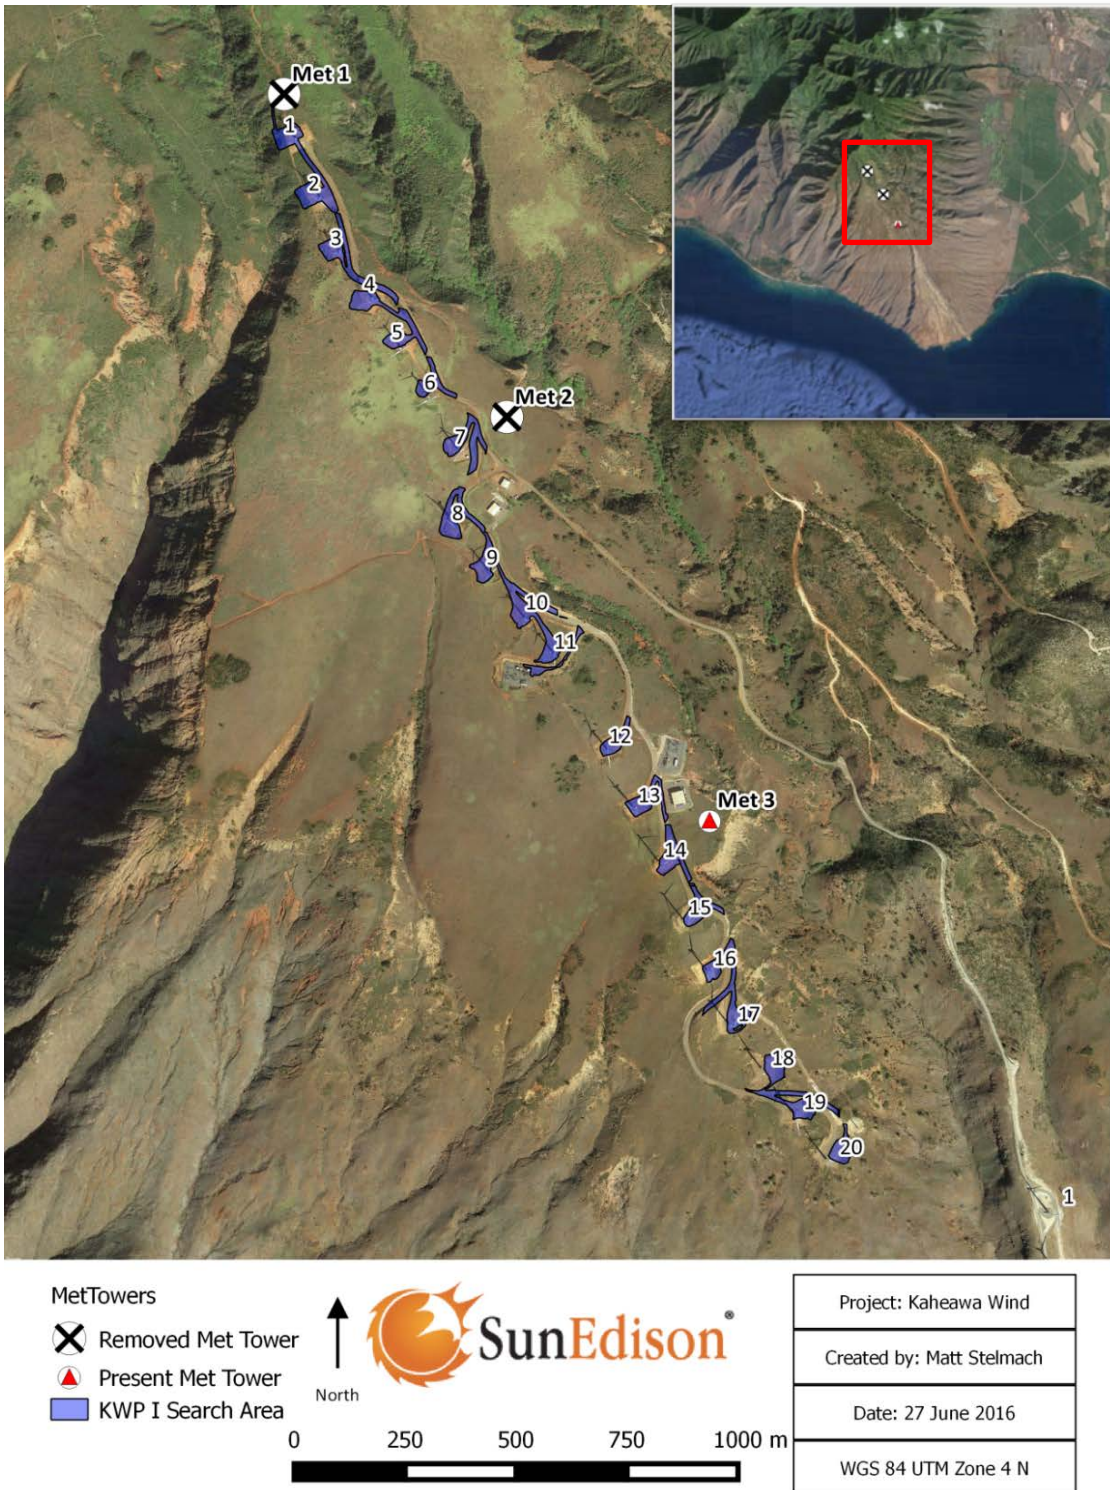 Met 1
1
2
3
4
5
6
Met 2
7
8
9
10
11
12
13
Met 3
14
15
16
17
18
19
20
1
MetTowers
Removed Met Tower
Present Met Tower
KWP I Search Area
North
SunEdison®
0 250 500 750 1000 m
Project: Kaheawa Wind
Created by: Matt Stelmach
Date: 27 June 2016
WGS 84 UTM Zone 4 N